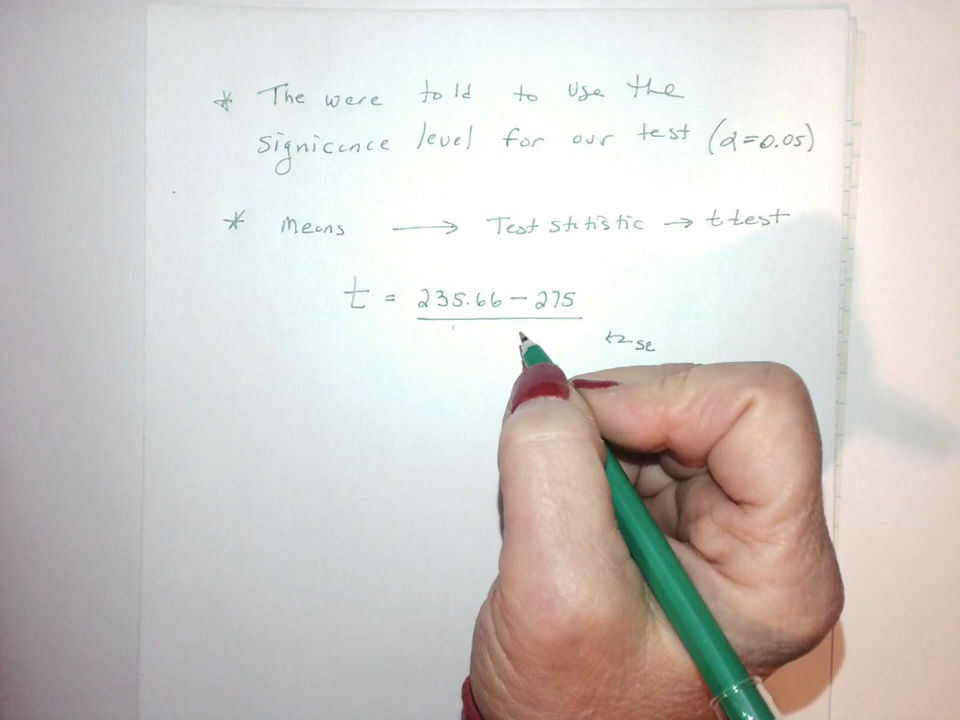 * The were told to use the
signicence level for our test (α=0.05)
* Means → Test statistic → t test
t = 235.66 – 275
← SE